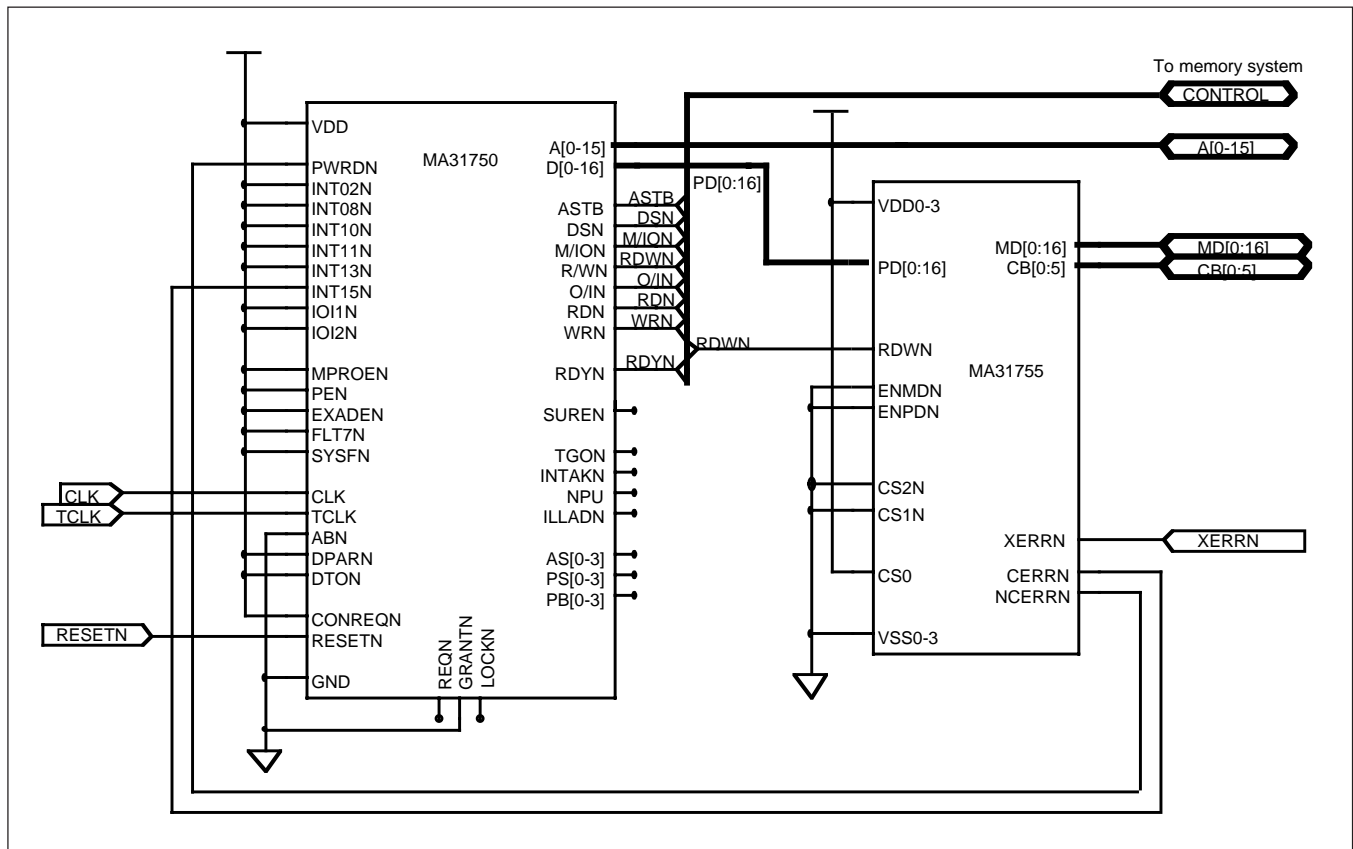 To memory system
CONTROL
A[0-15]
MD[0:16]
CB[0:5]
XERRN
CLK
TCLK
RESETN
MA31750
VDD
PWRDN
INT02N
INT08N
INT10N
INT11N
INT13N
INT15N
IOI1N
IOI2N
MPROEN
PEN
EXADEN
FLT7N
SYSFN
CLK
TCLK
ABN
DPARN
DTON
CONREQN
RESETN
GND
REQN
GRANTN
LOCKN
A[0-15]
D[0-16]
ASTB
DSN
M/ION
R/WN
O/IN
RDN
WRN
RDYN
SUREN
TGON
INTAKN
NPU
ILLADN
AS[0-3]
PS[0-3]
PB[0-3]
PD[0:16]
ASTB
DSN
M/ION
RDWN
O/IN
RDN
WRN
RDYN
RDWN
MA31755
VDD0-3
PD[0:16]
RDWN
ENMDN
ENPDN
CS2N
CS1N
CS0
VSS0-3
MD[0:16]
CB[0:5]
XERRN
CERRN
NCERRN